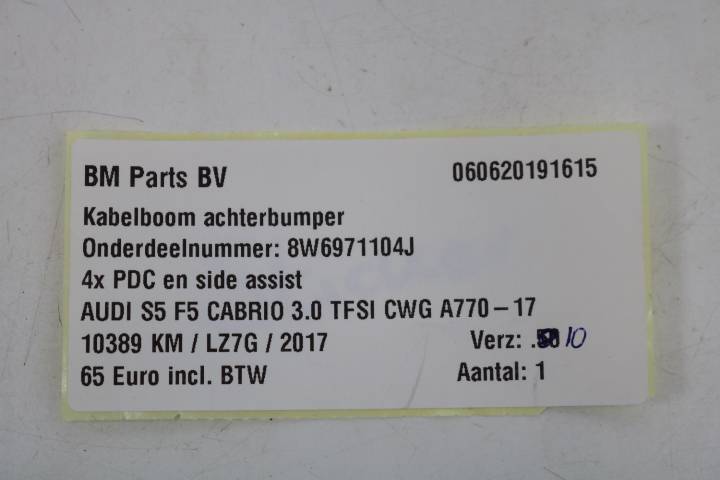 BM Parts BV 060620191615
Kabelboom achterbumper
Onderdeelnummer: 8W6971104J
4x PDC en side assist
AUDI S5 F5 CABRIO 3.0 TFSI CWG A770-17
10389 KM / LZ7G / 2017 Verz: 10
65 Euro incl. BTW Aantal: 1